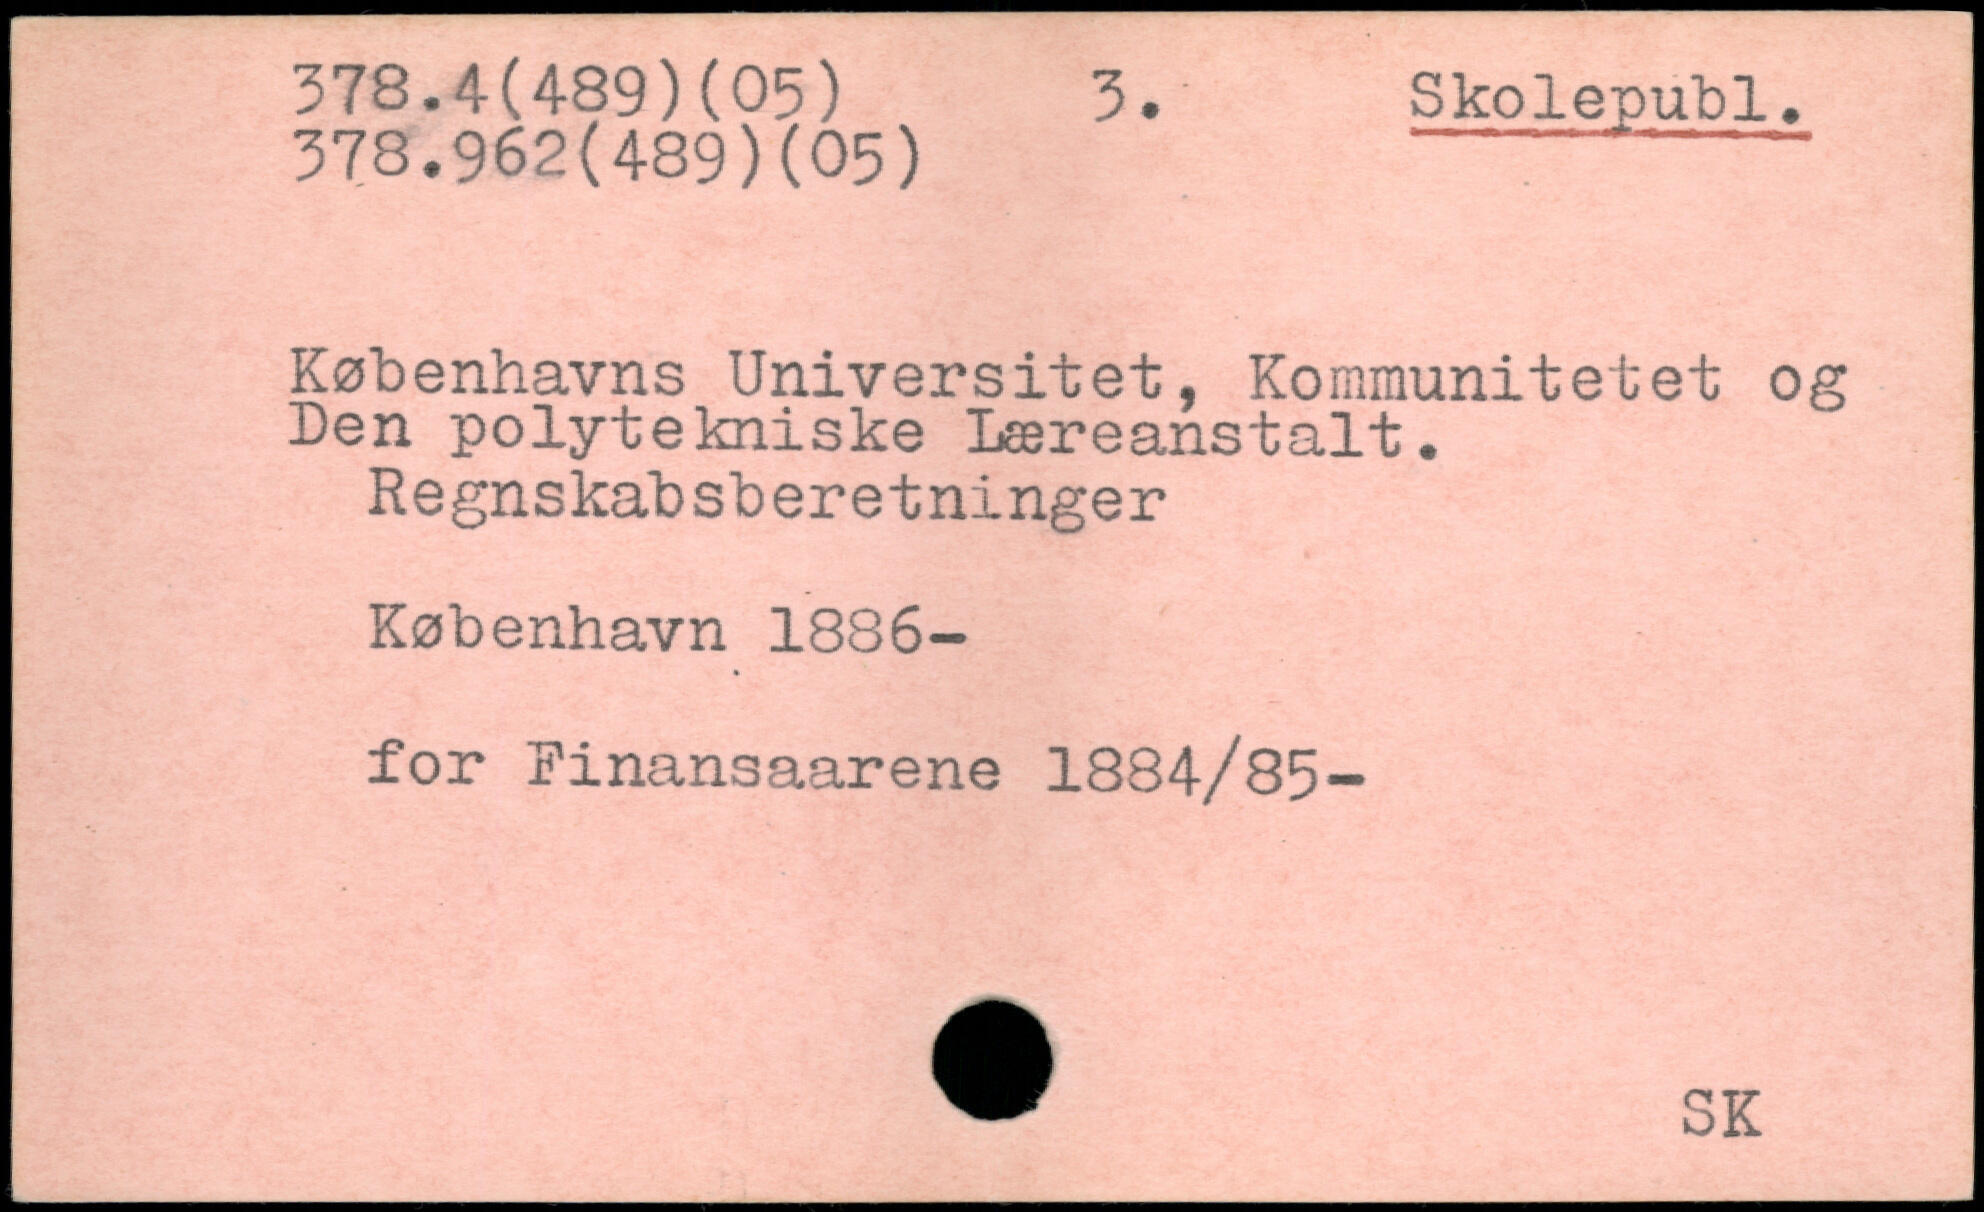 378.4(489)(05) 3. Skolepubl.
378.962(489)(05)
Københavns Universitet, Kommunitetet og
Den polytekniske Læreanstalt.
Regnskabsberetninger
København 1886-
for Finansaarene 1884/85-
SK